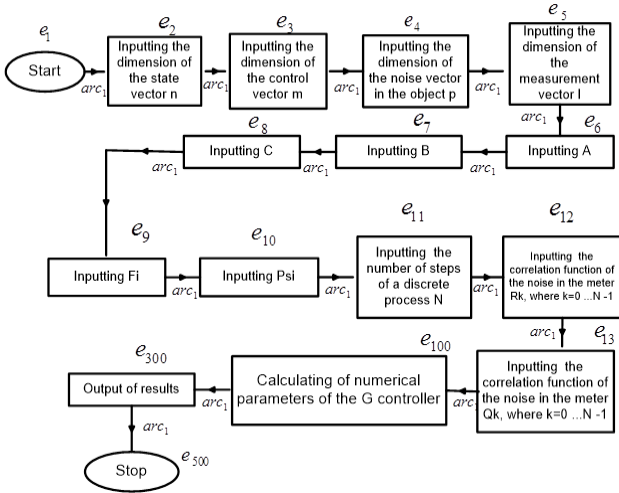 e1
e2
e3
e4
e5
Start
arc1
Inputting the
dimension of
the state
vector n
arc1
Inputting the
dimension of
the control
vector m
arc1
Inputting the
dimension of
the noise vector
in the object p
arc1
Inputting the
dimension of
the
measurement
vector l
arc1
e6
e7
e8
Inputting A
arc1
Inputting B
arc1
Inputting C
arc1
e9
e10
e11
e12
Inputting Fi
arc1
Inputting Psi
arc1
Inputting the
number of steps
of a discrete
process N
arc1
Inputting the
correlation function of
the noise in the meter
Rk, where k=0 ...N -1
arc1
e13
e100
e300
Inputting the
correlation function of
the noise in the meter
Qk, where k=0 ...N -1
arc
Calculating of numerical
parameters of the G controller
arc1
Output of results
arc1
e500
Stop